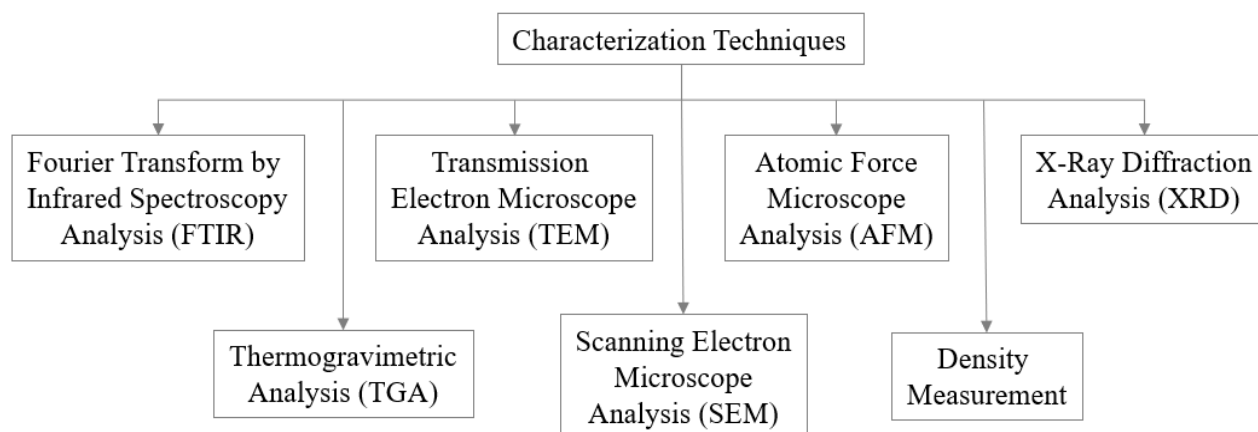 Characterization Techniques
Fourier Transform by
Infrared Spectroscopy
Analysis (FTIR)
Transmission
Electron Microscope
Analysis (TEM)
Atomic Force
Microscope
Analysis (AFM)
X-Ray Diffraction
Analysis (XRD)
Thermogravimetric
Analysis (TGA)
Scanning Electron
Microscope
Analysis (SEM)
Density
Measurement